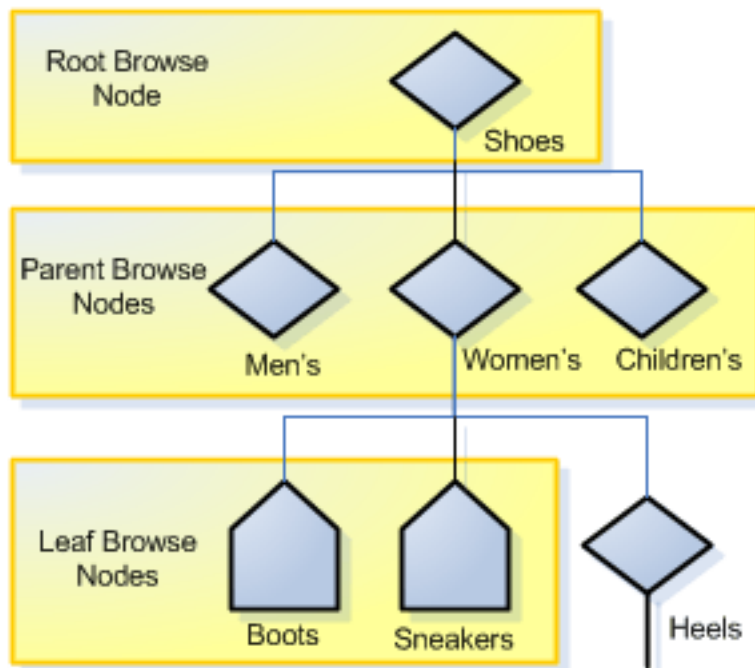 Root Browse
Node
Shoes
Parent Browse
Nodes
Men's
Women's
Children's
Leaf Browse
Nodes
Boots
Sneakers
Heels